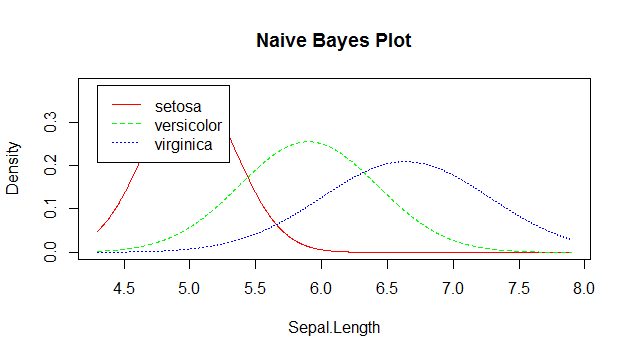 Naive Bayes Plot
setosa
versicolor
virginica
Density
0.0 0.1 0.2 0.3
4.5 5.0 5.5 6.0 6.5 7.0 7.5 8.0
Sepal.Length